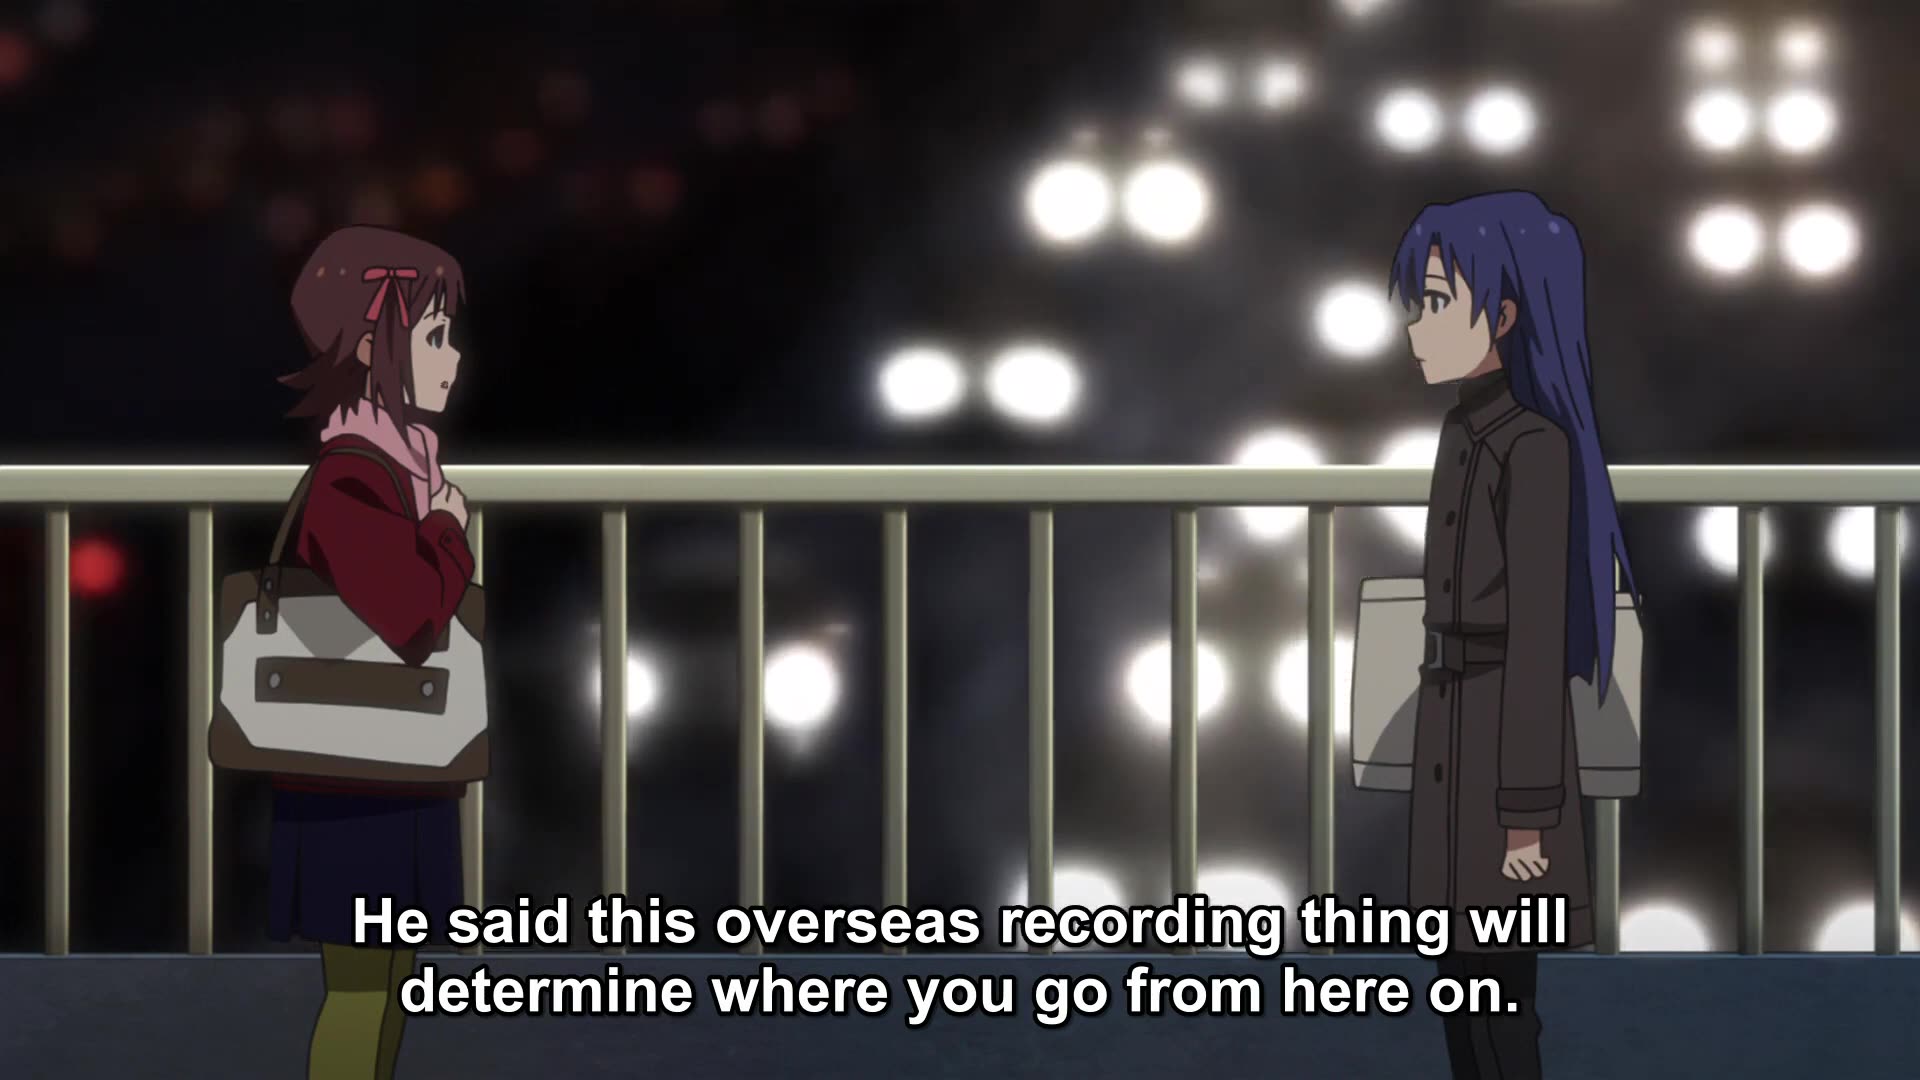 He said this overseas recording thing will
determine where you go from here on.